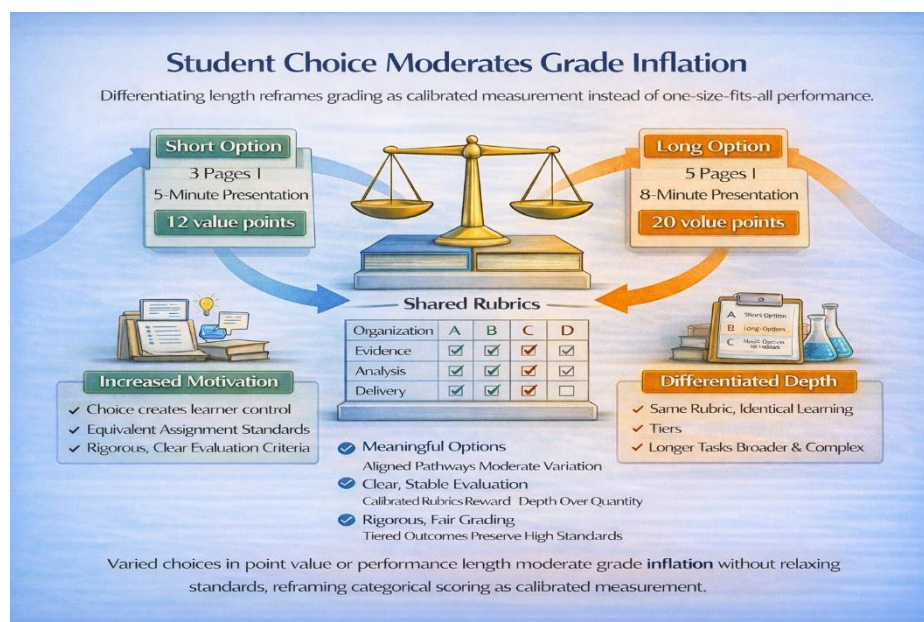 Student Choice Moderates Grade Inflation
Differentiating length reframes grading as calibrated measurement instead of one-size-fits-all performance.
Short Option
3 Pages |
5-Minute Presentation
12 value points
Long Option
5 Pages |
8-Minute Presentation
20 volue points
Shared Rubrics
Organization A B C D
Evidence
Analysis
Delivery
Increased Motivation
Choice creates learner control
Equivalent Assignment Standards
Rigorous, Clear Evaluation Criteria
A Short Option
B Long-Option
C
Differentiated Depth
Same Rubric, Identical Learning
Tiers
Longer Tasks Broader & Complex
Meaningful Options
Aligned Pathways Moderate Variation
Clear, Stable Evaluation
Calibrated Rubrics Reward Depth Over Quantity
Rigorous, Fair Grading
Tiered Outcomes Preserve High Standards
Varied choices in point value or performance length moderate grade inflation without relaxing
standards, reframing categorical scoring as calibrated measurement.